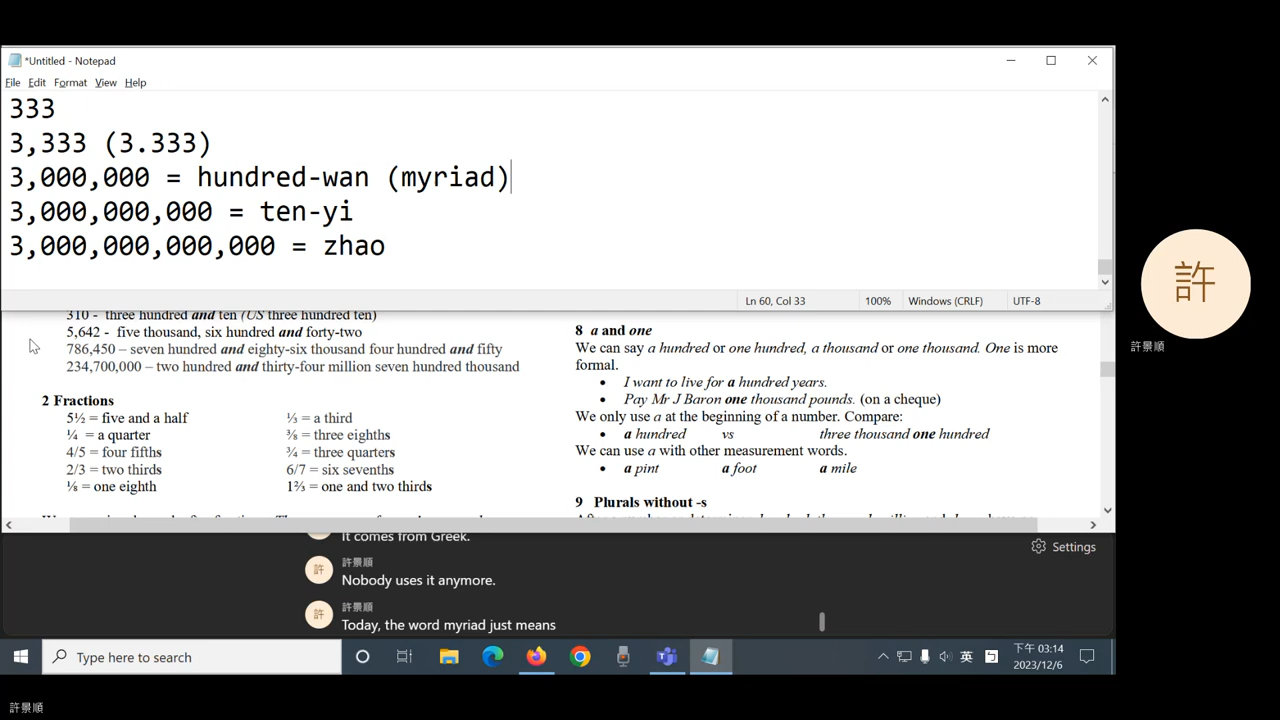 *Untitled - Notepad
File Edit Format View Help
333
3,333 (3.333)
3,000,000 = hundred-wan (myriad)
3,000,000,000 = ten-yi
3,000,000,000,000 = zhao
Ln 60, Col 33 100% Windows (CRLF) UTF-8
310 - three hundred and ten (US three hundred ten)
5,642 - five thousand, six hundred and forty-two
786,450 – seven hundred and eighty-six thousand four hundred and fifty
234,700,000 – two hundred and thirty-four million seven hundred thousand
2 Fractions
5½ = five and a half ⅓ = a third
¼ = a quarter ⅜ = three eighths
4/5 = four fifths ¾ = three quarters
2/3 = two thirds 6/7 = six sevenths
⅛ = one eighth 1⅔ = one and two thirds
8 a and one
We can say a hundred or one hundred, a thousand or one thousand. One is more
formal.
• I want to live for a hundred years.
• Pay Mr J Baron one thousand pounds. (on a cheque)
We only use a at the beginning of a number. Compare:
• a hundred vs three thousand one hundred
We can use a with other measurement words.
• a pint a foot a mile
9 Plurals without -s
It comes from Greek.
許 許景順
Nobody uses it anymore.
許 許景順
Today, the word myriad just means
Settings
許
許景順
Type here to search
英
下午 03:14
2023/12/6
許景順